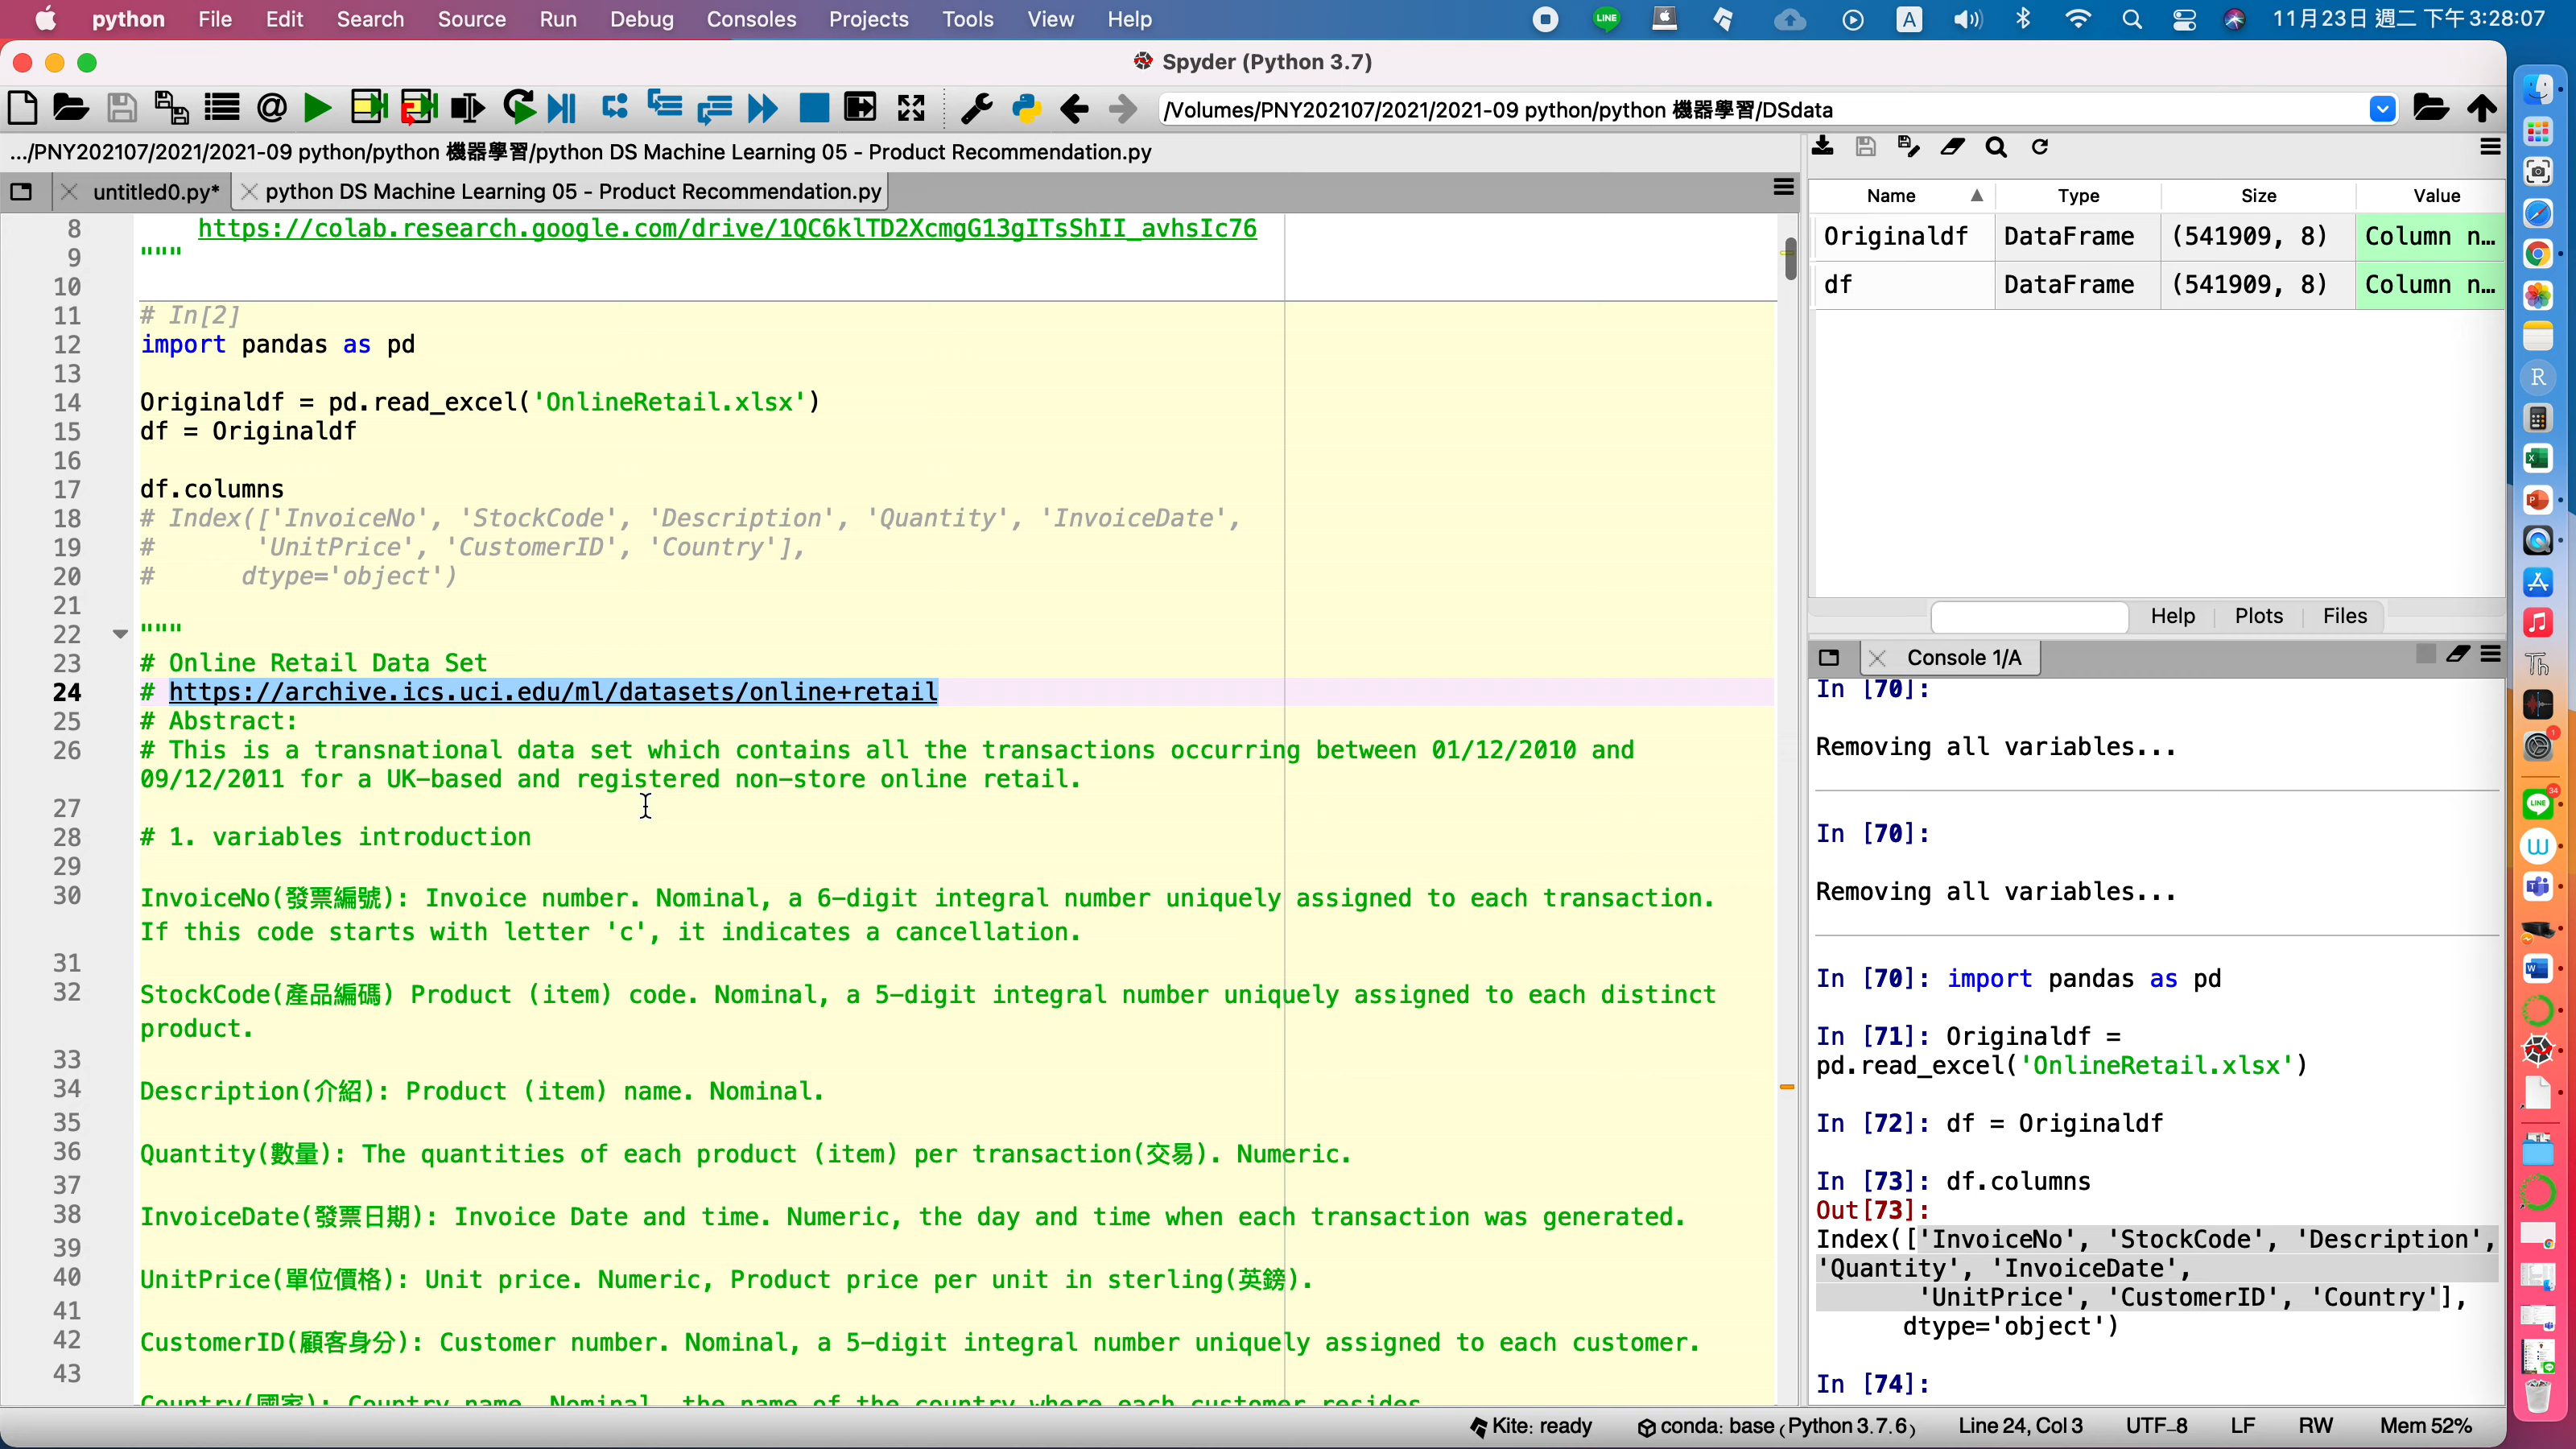 python File Edit Search Source Run Debug Consoles Projects Tools View Help
11月23日 週二 下午3:28:07
Spyder (Python 3.7)
/Volumes/PNY202107/2021/2021-09 python/python 機器學習/DSdata
.../PNY202107/2021/2021-09 python/python 機器學習/python DS Machine Learning 05 - Product Recommendation.py
untitled0.py* python DS Machine Learning 05 - Product Recommendation.py
8 https://colab.research.google.com/drive/1QC6klTD2XcmgG13gITsShII_avhsIc76
9 """
10
11 # In[2]
12 import pandas as pd
13
14 Originaldf = pd.read_excel('OnlineRetail.xlsx')
15 df = Originaldf
16
17 df.columns
18 # Index(['InvoiceNo', 'StockCode', 'Description', 'Quantity', 'InvoiceDate',
19 # 'UnitPrice', 'CustomerID', 'Country'],
20 # dtype='object')
21
22 """
23 # Online Retail Data Set
24 # https://archive.ics.uci.edu/ml/datasets/online+retail
25 # Abstract:
26 # This is a transnational data set which contains all the transactions occurring between 01/12/2010 and
09/12/2011 for a UK-based and registered non-store online retail.
27
28 # 1. variables introduction
29
30 InvoiceNo(發票編號): Invoice number. Nominal, a 6-digit integral number uniquely assigned to each transaction.
If this code starts with letter 'c', it indicates a cancellation.
31
32 StockCode(產品編碼) Product (item) code. Nominal, a 5-digit integral number uniquely assigned to each distinct
product.
33
34 Description(介紹): Product (item) name. Nominal.
35
36 Quantity(數量): The quantities of each product (item) per transaction(交易). Numeric.
37
38 InvoiceDate(發票日期): Invoice Date and time. Numeric, the day and time when each transaction was generated.
39
40 UnitPrice(單位價格): Unit price. Numeric, Product price per unit in sterling(英鎊).
41
42 CustomerID(顧客身分): Customer number. Nominal, a 5-digit integral number uniquely assigned to each customer.
43
Country(國家): Country name. Nominal, the name of the country where each customer resides
Name Type Size Value
Originaldf DataFrame (541909, 8) Column n...
df DataFrame (541909, 8) Column n...
Help Plots Files
Console 1/A
In [70]:
Removing all variables...
In [70]:
Removing all variables...
In [70]: import pandas as pd
In [71]: Originaldf =
pd.read_excel('OnlineRetail.xlsx')
In [72]: df = Originaldf
In [73]: df.columns
Out[73]:
Index(['InvoiceNo', 'StockCode', 'Description',
'Quantity', 'InvoiceDate',
'UnitPrice', 'CustomerID', 'Country'],
dtype='object')
In [74]:
Kite: ready conda: base (Python 3.7.6) Line 24, Col 3 UTF-8 LF RW Mem 52%